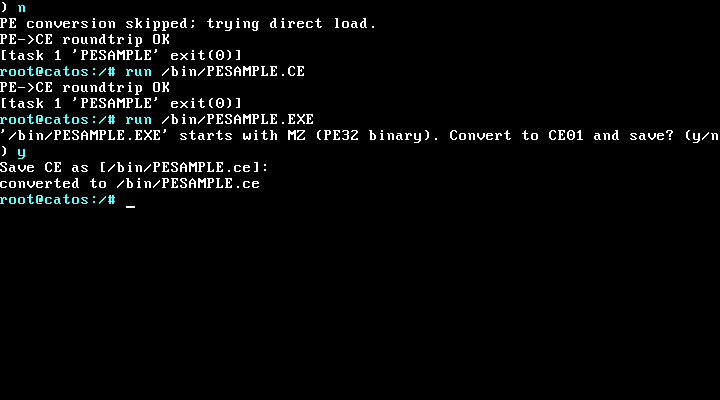 ) n
PE conversion skipped; trying direct load.
PE->CE roundtrip OK
[task 1 'PESAMPLE' exit(0)]
root@catos:/# run /bin/PESAMPLE.CE
PE->CE roundtrip OK
[task 1 'PESAMPLE' exit(0)]
root@catos:/# run /bin/PESAMPLE.EXE
'/bin/PESAMPLE.EXE' starts with MZ (PE32 binary). Convert to CE01 and save? (y/n
) y
Save CE as [/bin/PESAMPLE.ce]:
converted to /bin/PESAMPLE.ce
root@catos:/# _